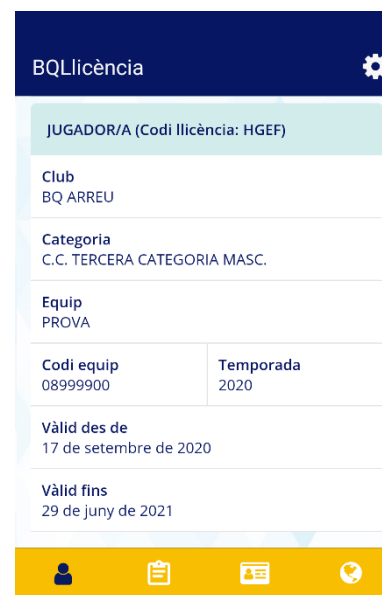 BQLlicència
JUGADOR/A (Codi llicència: HGEF)
Club
BQ ARREU
Categoria
C.C. TERCERA CATEGORIA MASC.
Equip
PROVA
Codi equip
08999900
Temporada
2020
Vàlid des de
17 de setembre de 2020
Vàlid fins
29 de juny de 2021